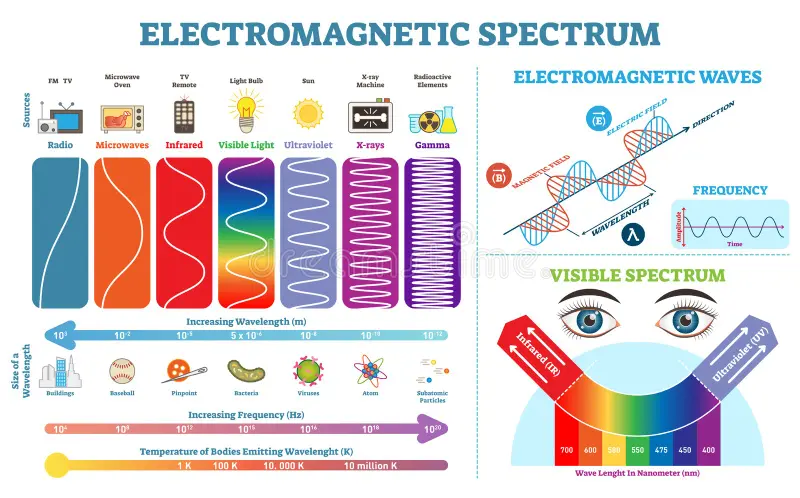 ELECTROMAGNETIC SPECTRUM
Sources
FM TV
Microwave
Oven
TV
Remote
Light Bulb
Sun
X-ray
Machine
Radioactive
Elements
Radio
Microwaves
Infrared
Visible Light
Ultraviolet
X-rays
Gamma
Increasing Wavelength (m)
10³ 10⁻² 10⁻⁵ 5 x 10⁻⁶ 10⁻⁸ 10⁻¹⁰ 10⁻¹²
Size of a
Wavelength
Buildings
Baseball
Pinpoint
Bacteria
Viruses
Atom
Subatomic
Particles
Increasing Frequency (Hz)
10⁴ 10⁸ 10¹² 10¹⁵ 10¹⁶ 10¹⁸ 10²⁰
Temperature of Bodies Emitting Wavelenght (K)
1 K 100 K 10, 000 K 10 million K
ELECTROMAGNETIC WAVES
(E)
ELECTRIC FIELD
DIRECTION
(B)
MAGNETIC FIELD
WAVELENGTH
λ
FREQUENCY
Amplitude
Time
VISIBLE SPECTRUM
Infrared (IR)
Ultraviolet (UV)
700 600 580 550 475 450 400
Wave Lenght In Nanometer (nm)
dreamstime